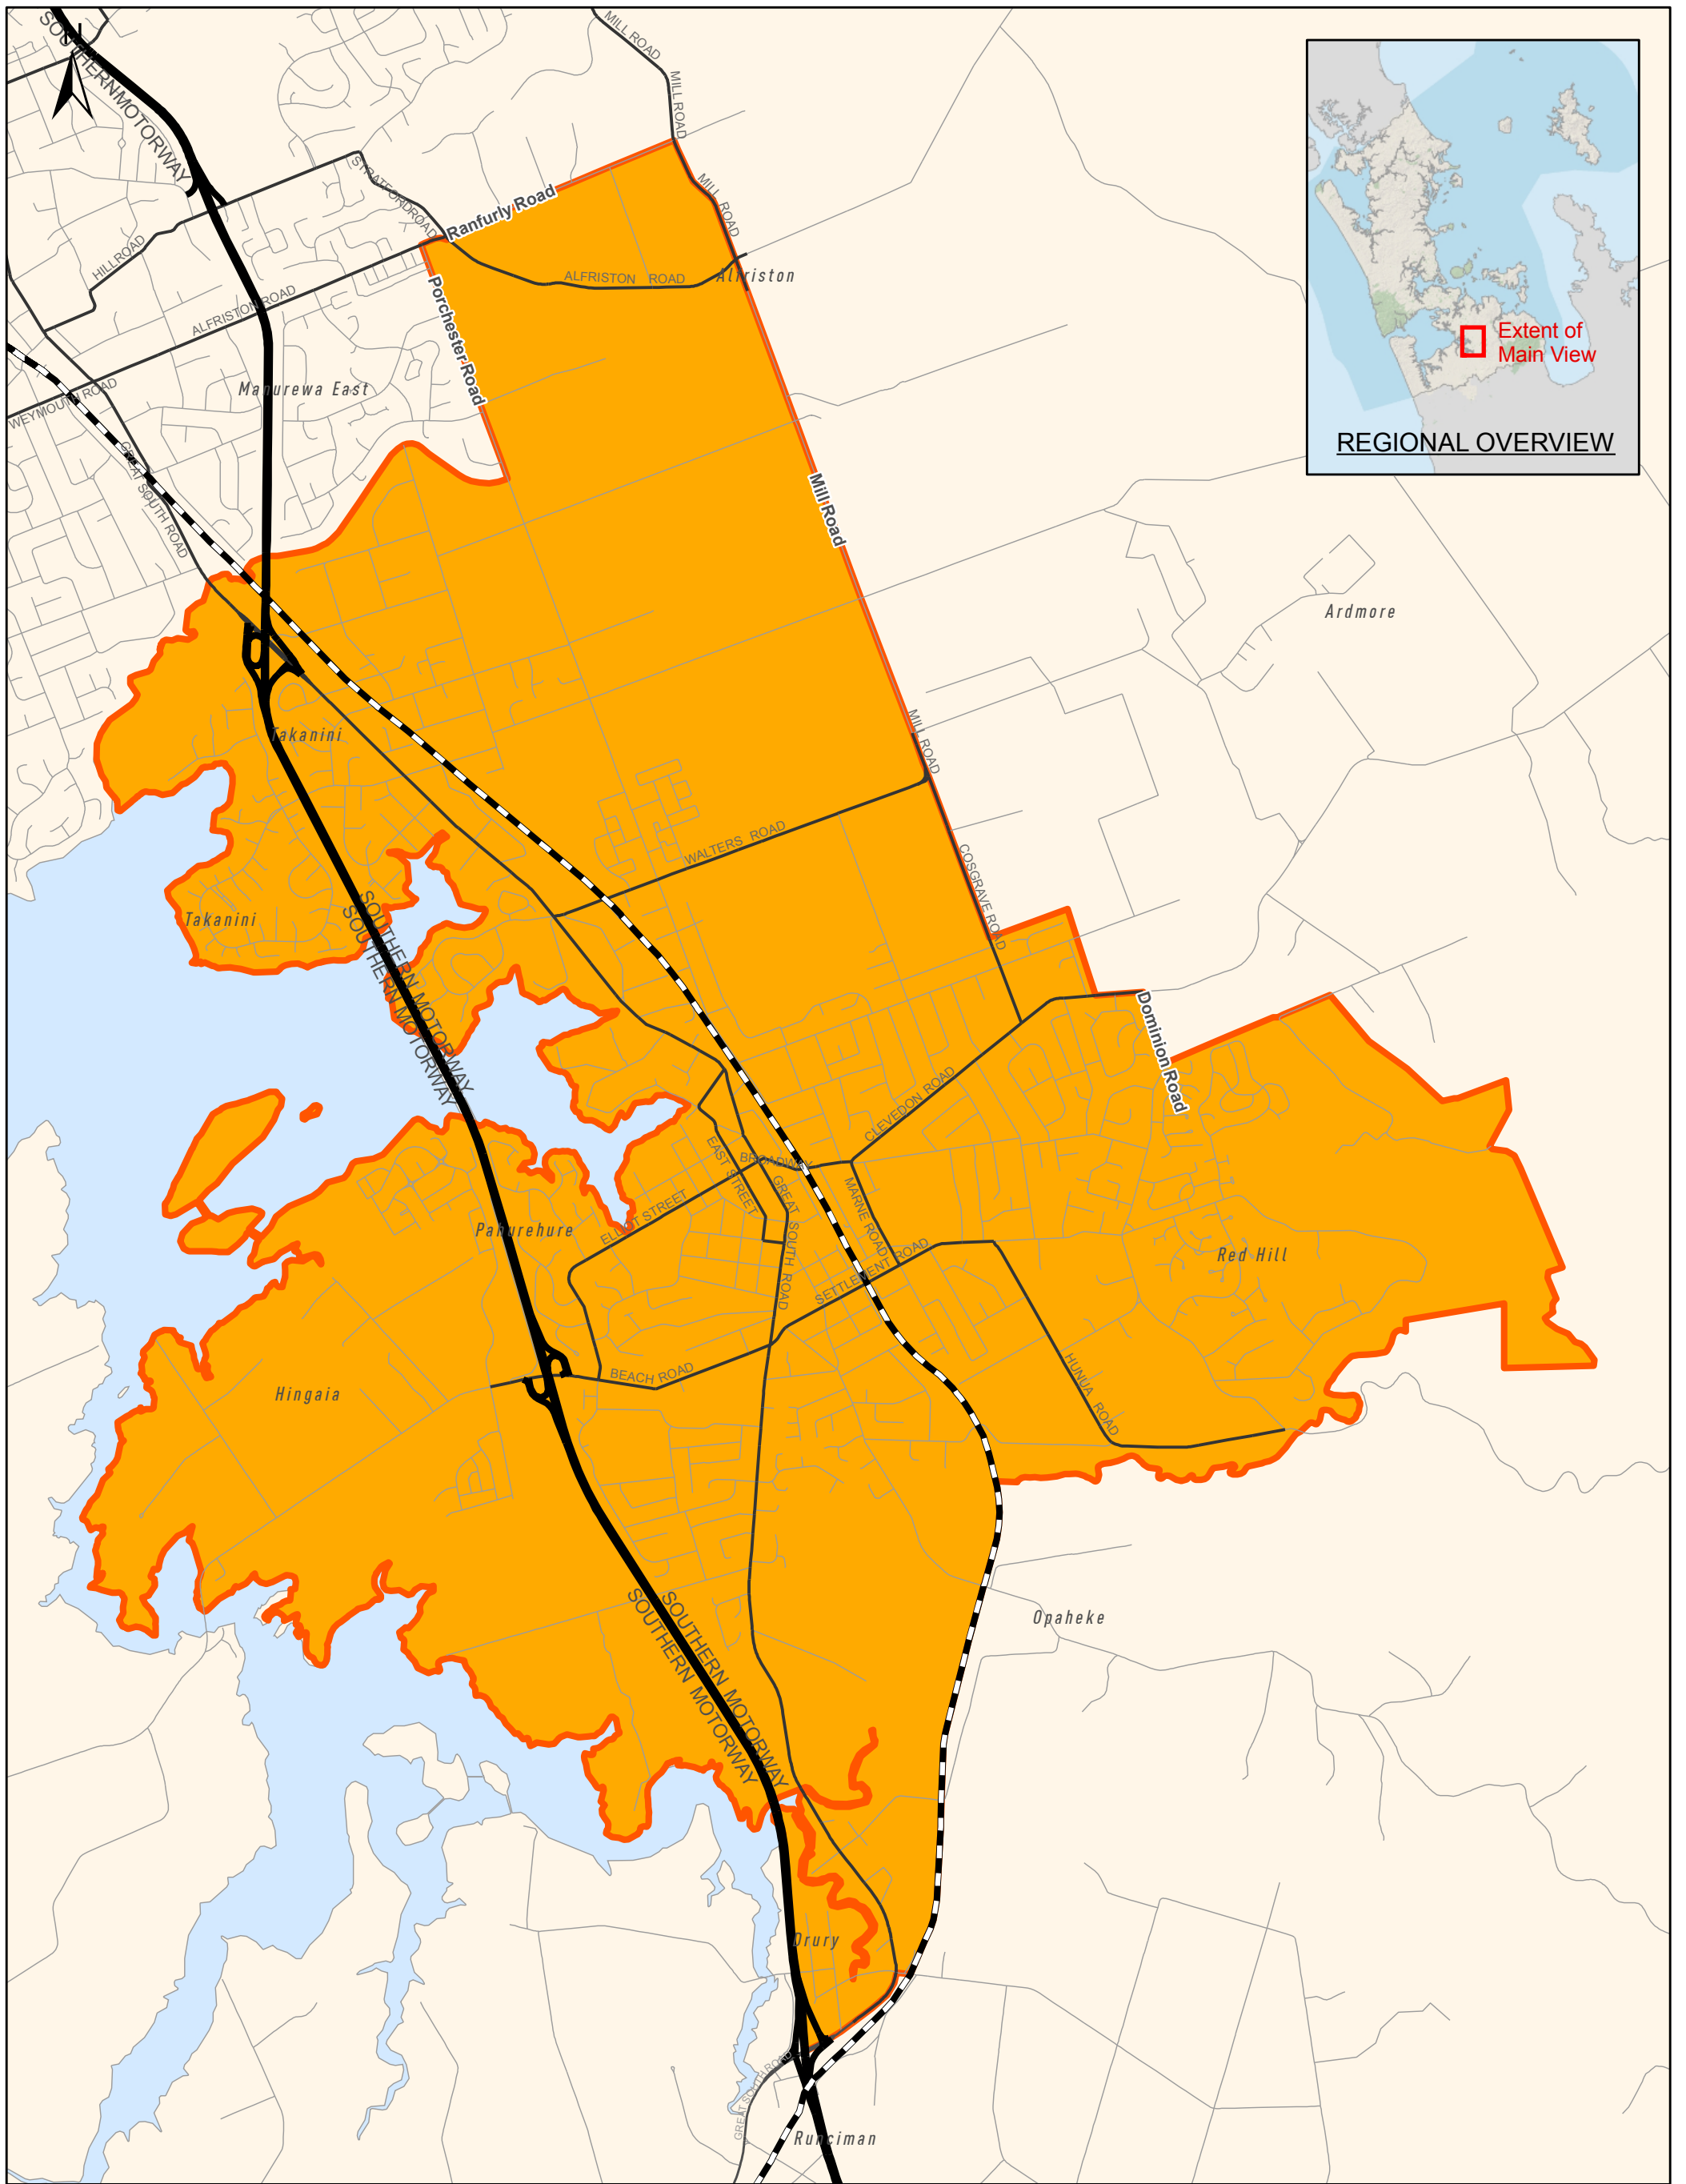 SOUTHERN MOTORWAY
MILL ROAD
MILL ROAD
STRATFORD ROAD
Ranfurly Road
MILL ROAD
HILL ROAD
ALFRISTON ROAD
Alfriston
ALFRISTON ROAD
Porchester Road
Manurewa East
WEYMOUTH ROAD
GREAT SOUTH ROAD
Extent of
Main View
REGIONAL OVERVIEW
Mill Road
Ardmore
Takanini
MILL ROAD
WALTERS ROAD
COSGRAVE ROAD
Takanini
SOUTHERN MOTORWAY
SOUTHERN MOTORWAY
Dominion Road
CLEVEDON ROAD
BROADWAY
EAST STREET
GREAT SOUTH ROAD
MARNE ROAD
ELLIOT STREET
Pahurehure
SETTLEMENT ROAD
Red Hill
BEACH ROAD
HUNUA ROAD
Hingaia
SOUTHERN MOTORWAY
SOUTHERN MOTORWAY
Opaheke
Drury
GREAT SOUTH ROAD
Runciman